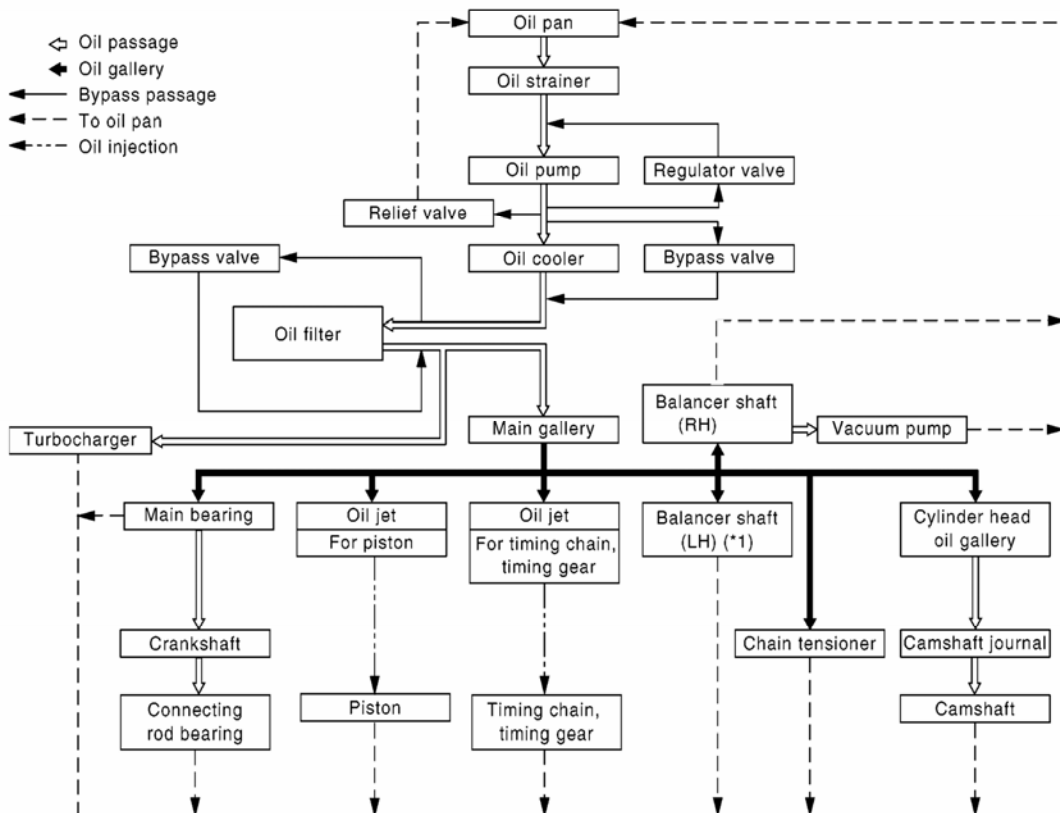 Oil pan
Oil passage
Oil gallery
Oil strainer
Bypass passage
To oil pan
Oil injection
Oil pump
Regulator valve
Relief valve
Bypass valve
Oil cooler
Bypass valve
Oil filter
Balancer shaft
(RH)
Turbocharger
Main gallery
Vacuum pump
Main bearing
Oil jet
For piston
Oil jet
For timing chain,
timing gear
Balancer shaft
(LH) (*1)
Cylinder head
oil gallery
Crankshaft
Chain tensioner
Camshaft journal
Connecting
rod bearing
Piston
Timing chain,
timing gear
Camshaft